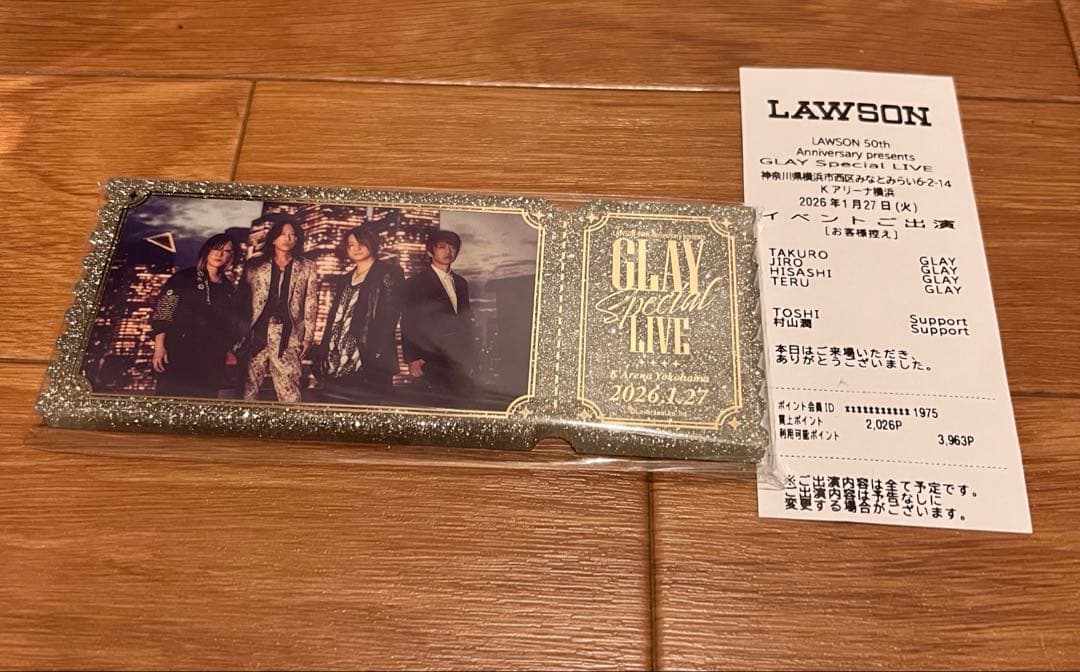 GLAY
Special
LIVE
K Arena Yokohama
2026.1.27
LAWSON
LAWSON 50th
Anniversary presents
GLAY Special LIVE
神奈川県横浜市西区みなとみらい6-2-14
Kアリーナ横浜
2026年1月27日(火)
イベントご出演
[お客様控え]
TAKURO GLAY
JIRO GLAY
HISASHI GLAY
TERU GLAY
TOSHI Support
村山潤 Support
本日はご来場いただき、
ありがとうございました。
ポイント会員ID ***********1975
買上ポイント 2,026P
利用可能ポイント 3,963P
※ご出演内容は全て予定です。
ご出演内容は予告なしに
変更する場合がございます。